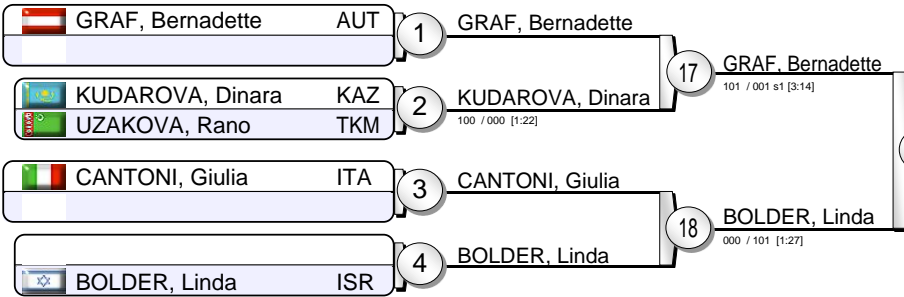 GRAF, Bernadette AUT
1
GRAF, Bernadette
17
GRAF, Bernadette
101 / 001 s1 [3:14]
KUDAROVA, Dinara KAZ
UZAKOVA, Rano TKM
2
KUDAROVA, Dinara
100 / 000 [1:22]
CANTONI, Giulia ITA
3
CANTONI, Giulia
18
BOLDER, Linda
000 / 101 [1:27]
BOLDER, Linda ISR
4
BOLDER, Linda